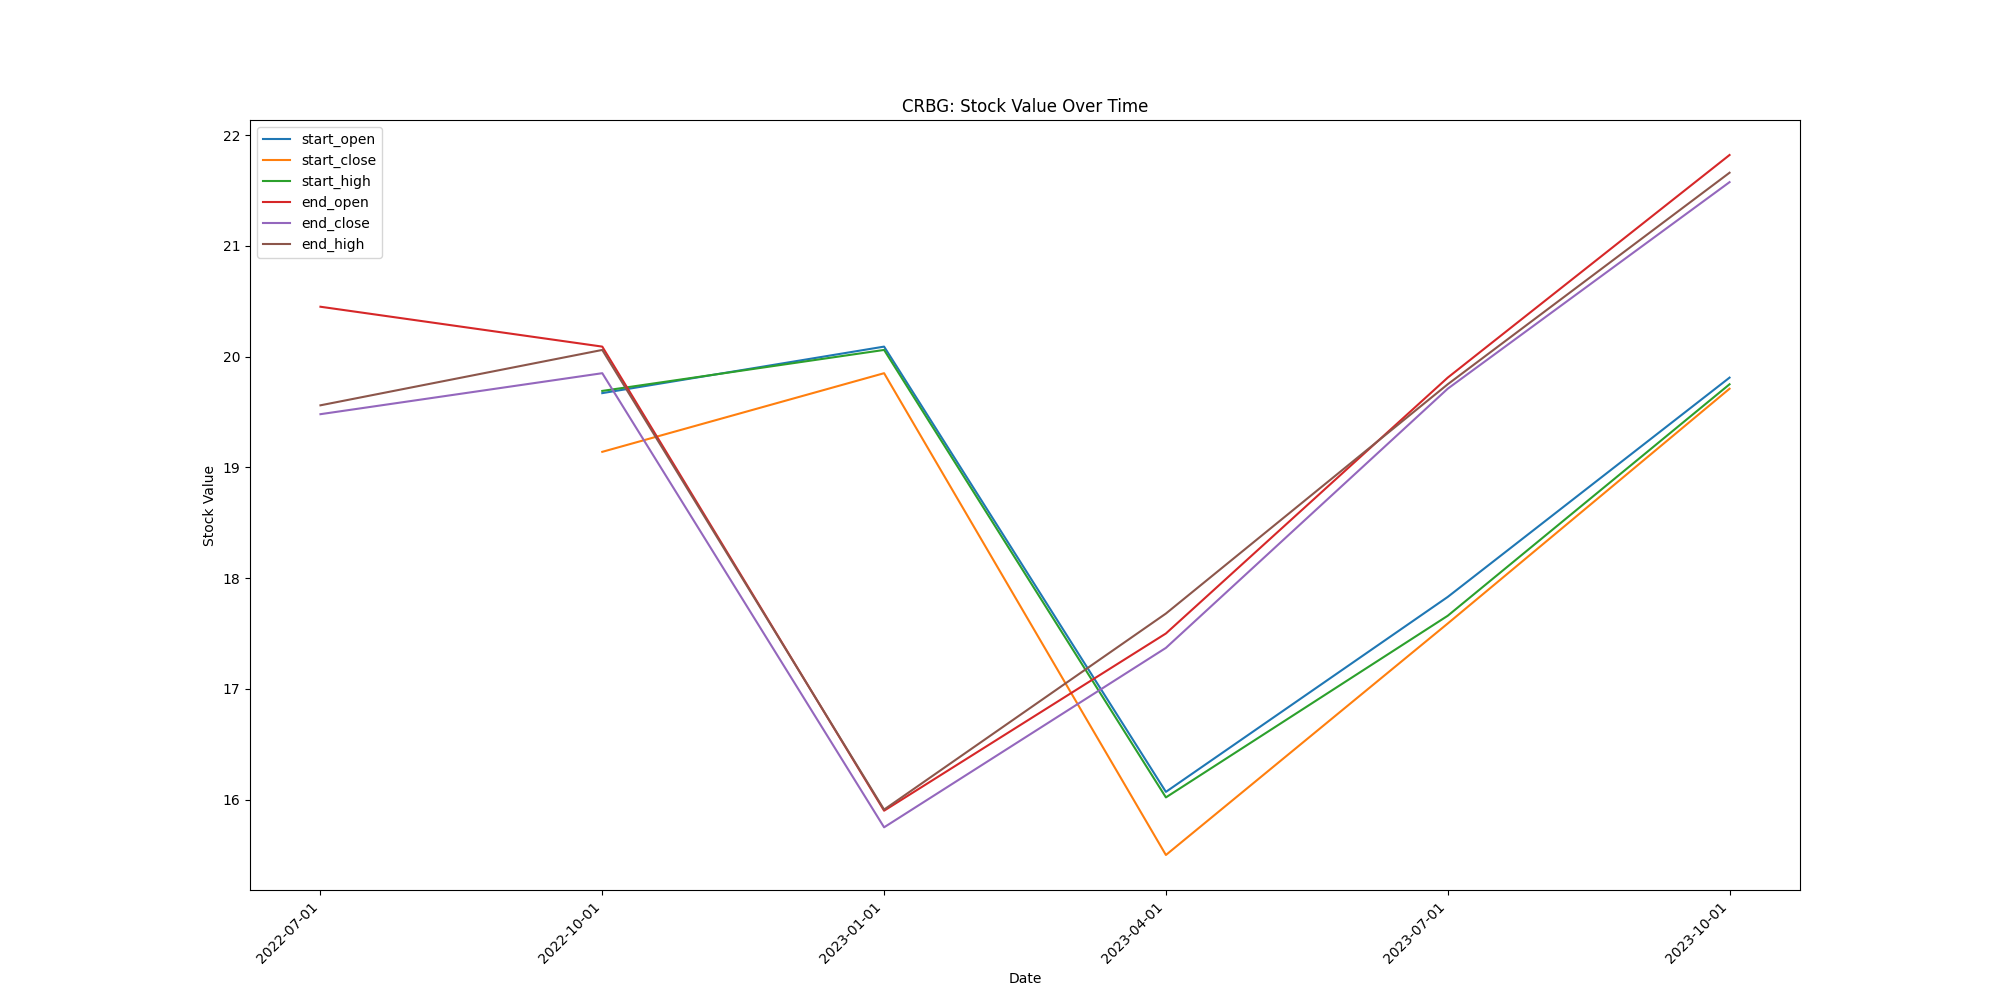 CRBG: Stock Value Over Time
start_open
start_close
start_high
end_open
end_close
end_high
22
21
20
19
18
17
16
Stock Value
2022-07-01
2022-10-01
2023-01-01
2023-04-01
2023-07-01
2023-10-01
Date